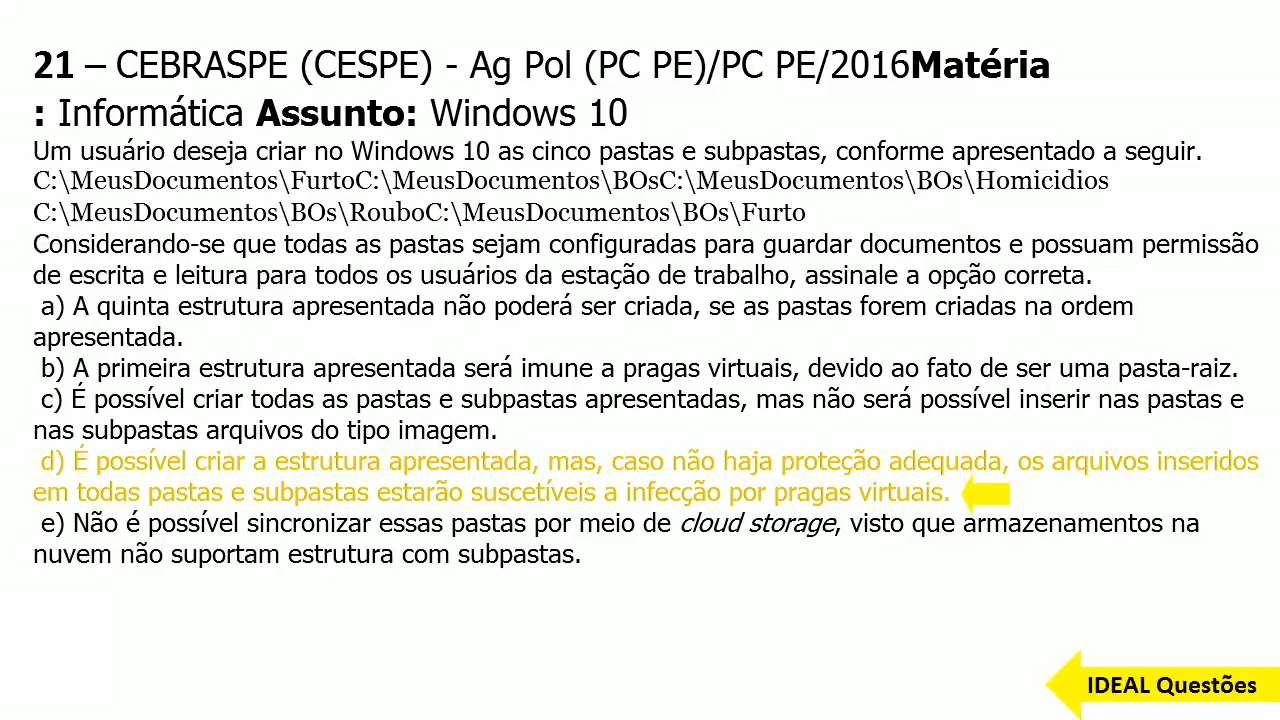 21 – CEBRASPE (CESPE) - Ag Pol (PC PE)/PC PE/2016Matéria
: Informática Assunto: Windows 10
Um usuário deseja criar no Windows 10 as cinco pastas e subpastas, conforme apresentado a seguir.
C:\MeusDocumentos\FurtoC:\MeusDocumentos\BOsC:\MeusDocumentos\BOs\Homicidios
C:\MeusDocumentos\BOs\RouboC:\MeusDocumentos\BOs\Furto
Considerando-se que todas as pastas sejam configuradas para guardar documentos e possuam permissão
de escrita e leitura para todos os usuários da estação de trabalho, assinale a opção correta.
a) A quinta estrutura apresentada não poderá ser criada, se as pastas forem criadas na ordem
apresentada.
b) A primeira estrutura apresentada será imune a pragas virtuais, devido ao fato de ser uma pasta-raiz.
c) É possível criar todas as pastas e subpastas apresentadas, mas não será possível inserir nas pastas e
nas subpastas arquivos do tipo imagem.
d) É possível criar a estrutura apresentada, mas, caso não haja proteção adequada, os arquivos inseridos
em todas pastas e subpastas estarão suscetíveis a infecção por pragas virtuais.
e) Não é possível sincronizar essas pastas por meio de cloud storage, visto que armazenamentos na
nuvem não suportam estrutura com subpastas.
IDEAL Questões